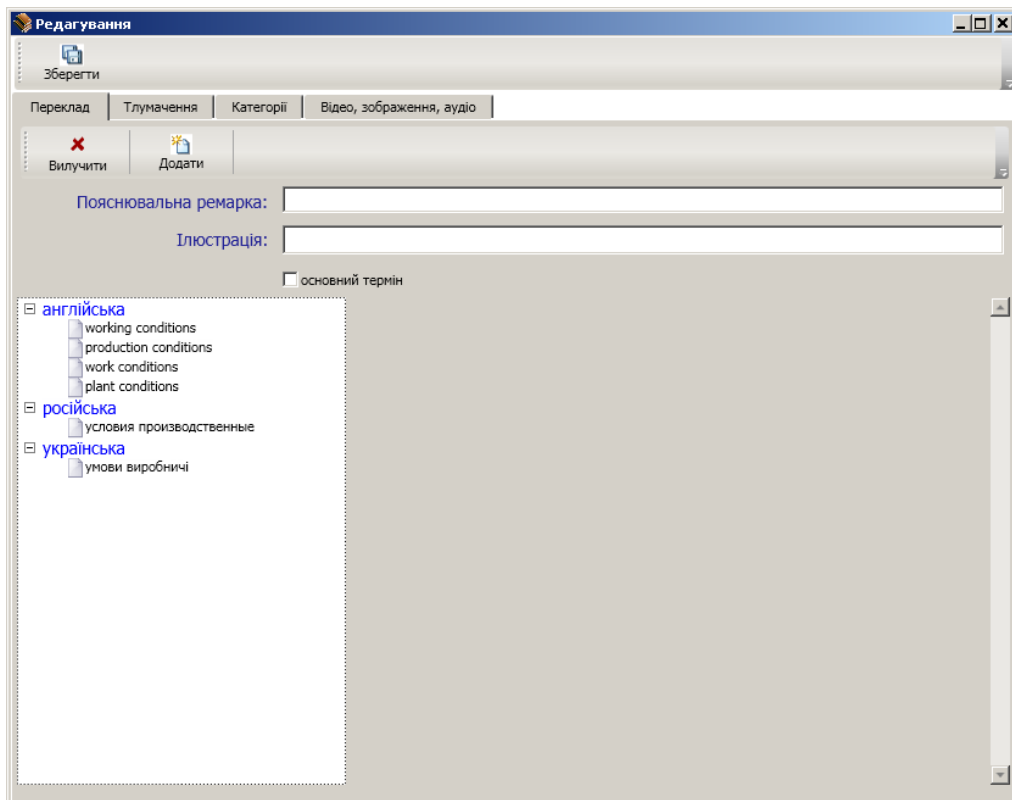 Редагування
Зберегти
Переклад Тлумачення Категорії Відео, зображення, аудіо
Вилучити Додати
Пояснювальна ремарка:
Ілюстрація:
основний термін
англійська
working conditions
production conditions
work conditions
plant conditions
російська
условия производственные
українська
умови виробничі